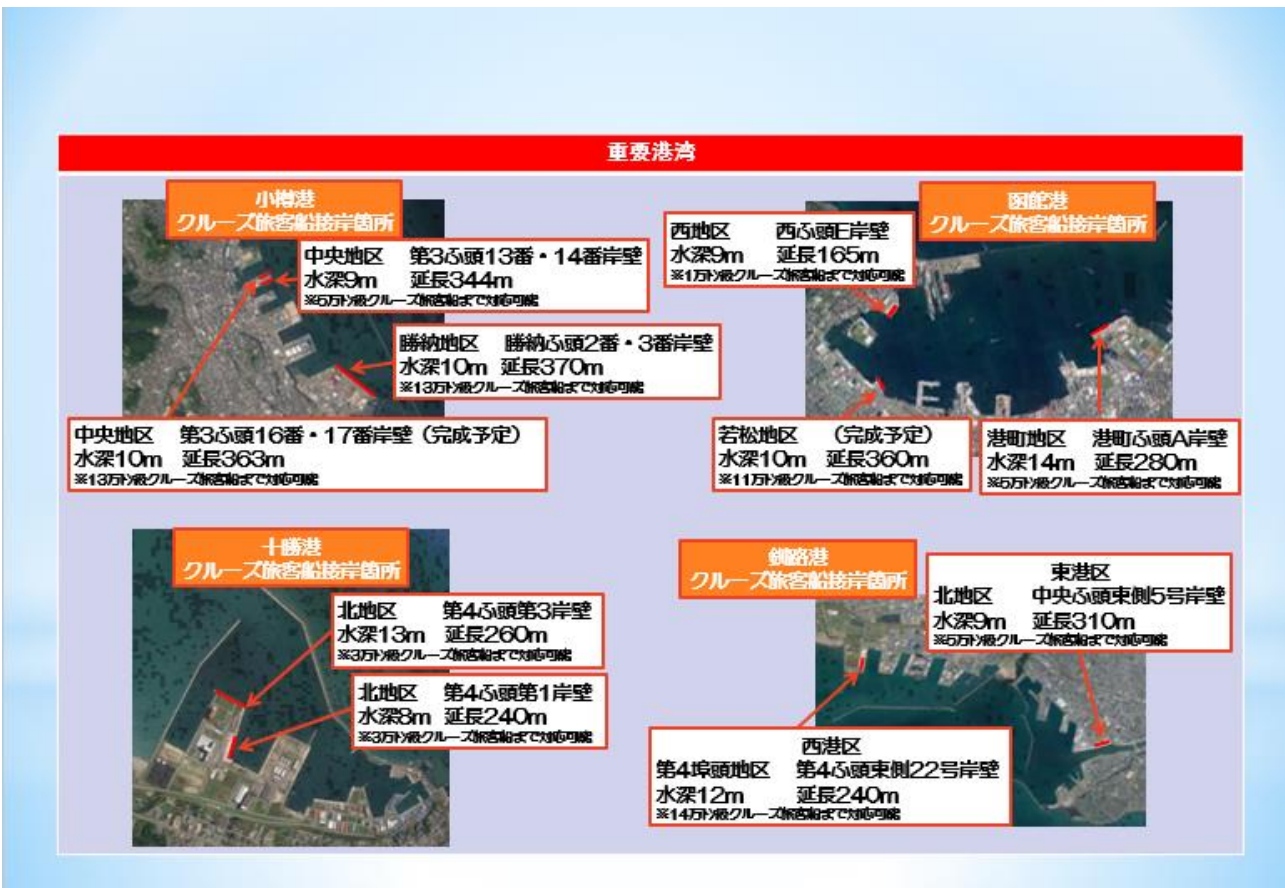 重要港湾
小樽港
クルーズ旅客船接岸箇所
中央地区 第3ふ頭13番・14番岸壁
水深9m 延長344m
※5万トン級クルーズ旅客船まで対応可能
勝納地区 勝納ふ頭2番・3番岸壁
水深10m 延長370m
※13万トン級クルーズ旅客船まで対応可能
中央地区 第3ふ頭16番・17番岸壁（完成予定）
水深10m 延長363m
※13万トン級クルーズ旅客船まで対応可能
函館港
クルーズ旅客船接岸箇所
西地区 西ふ頭E岸壁
水深9m 延長165m
※1万トン級クルーズ旅客船まで対応可能
若松地区 （完成予定）
水深10m 延長360m
※11万トン級クルーズ旅客船まで対応可能
港町地区 港町ふ頭A岸壁
水深14m 延長280m
※5万トン級クルーズ旅客船まで対応可能
十勝港
クルーズ旅客船接岸箇所
北地区 第4ふ頭第3岸壁
水深13m 延長260m
※3万トン級クルーズ旅客船まで対応可能
北地区 第4ふ頭第1岸壁
水深8m 延長240m
※3万トン級クルーズ旅客船まで対応可能
釧路港
クルーズ旅客船接岸箇所
東港区
北地区 中央ふ頭東側5号岸壁
水深9m 延長310m
※5万トン級クルーズ旅客船まで対応可能
西港区
第4埠頭地区 第4ふ頭東側22号岸壁
水深12m 延長240m
※14万トン級クルーズ旅客船まで対応可能